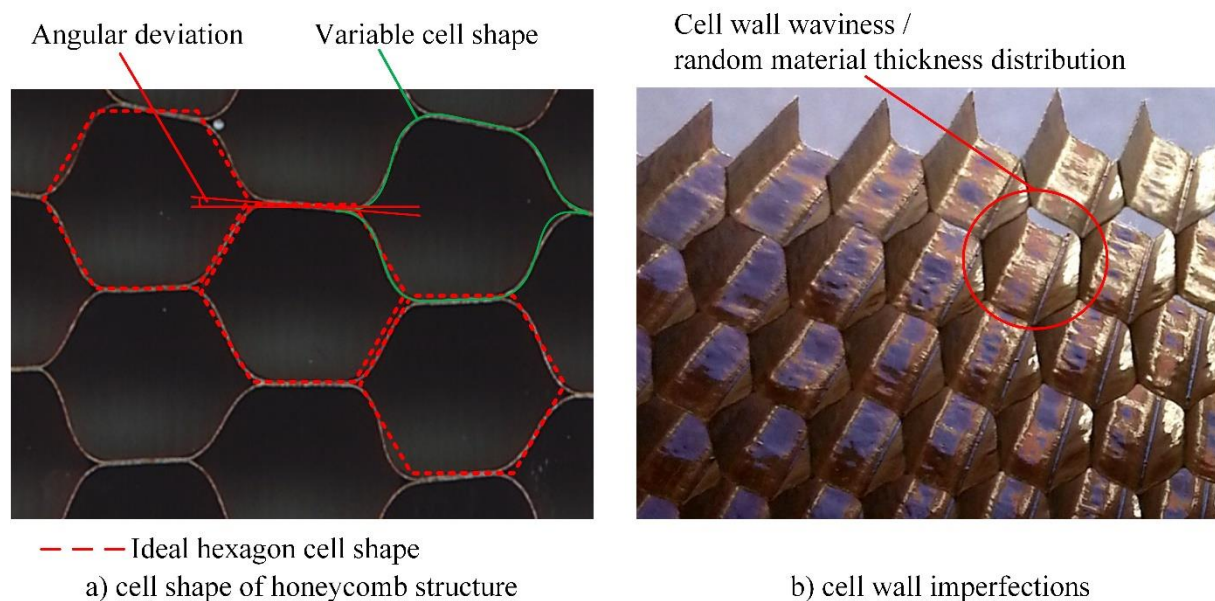 Angular deviation
Variable cell shape
Cell wall waviness /
random material thickness distribution
Ideal hexagon cell shape
a) cell shape of honeycomb structure
b) cell wall imperfections